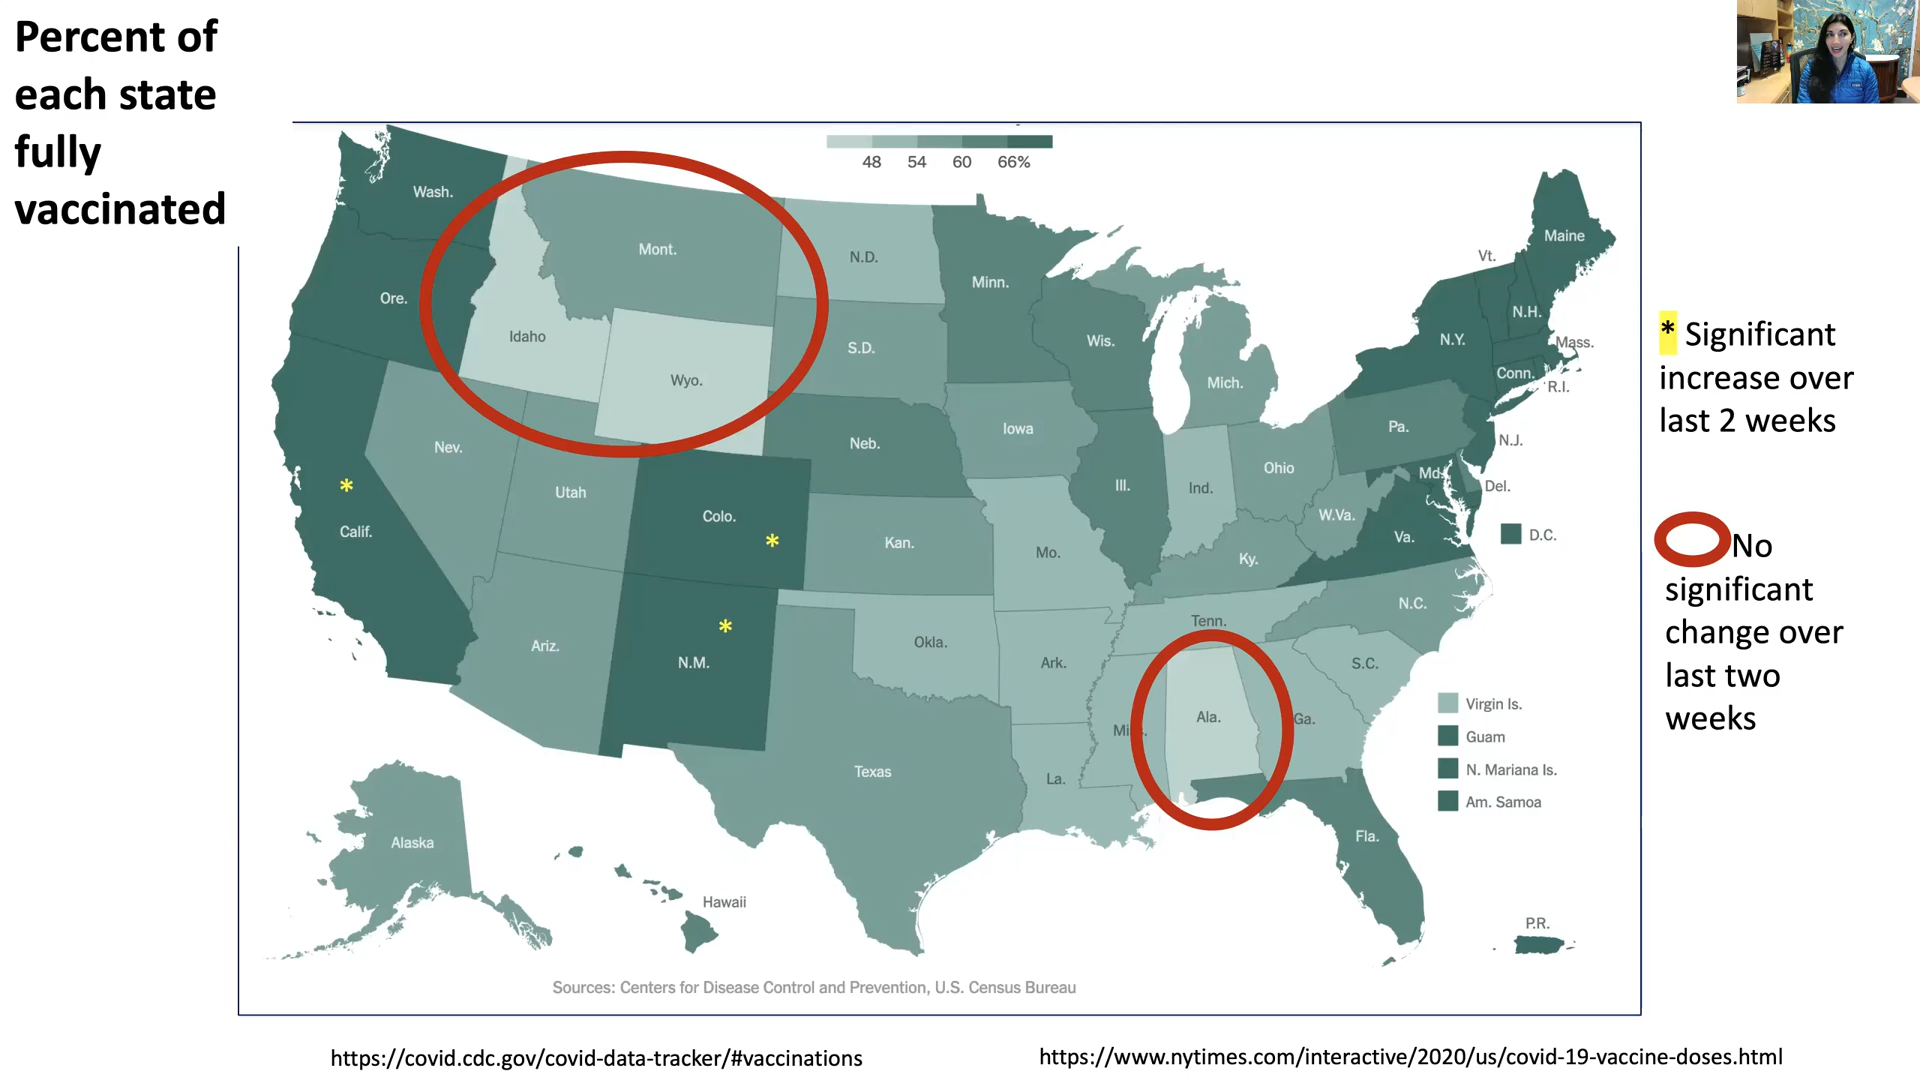 Percent of
each state
fully
vaccinated
48 54 60 66%
Wash.
Mont.
N.D.
Minn.
Ore.
Idaho
Wyo.
S.D.
Wis.
Mich.
Vt.
Maine
N.H.
N.Y.
Mass.
Conn.
R.I.
Nev.
Utah
Colo.
*
Neb.
Iowa
Ill.
Ind.
Ohio
Pa.
N.J.
Md.
Del.
W.Va.
Va.
D.C.
*
Calif.
Kan.
Mo.
Ky.
N.C.
Ariz.
*
N.M.
Okla.
Ark.
Tenn.
S.C.
Texas
La.
Ala.
Ga.
Fla.
Alaska
Hawaii
P.R.
Virgin Is.
Guam
N. Mariana Is.
Am. Samoa
Sources: Centers for Disease Control and Prevention, U.S. Census Bureau
* Significant
increase over
last 2 weeks
No
significant
change over
last two
weeks
https://covid.cdc.gov/covid-data-tracker/#vaccinations
https://www.nytimes.com/interactive/2020/us/covid-19-vaccine-doses.html